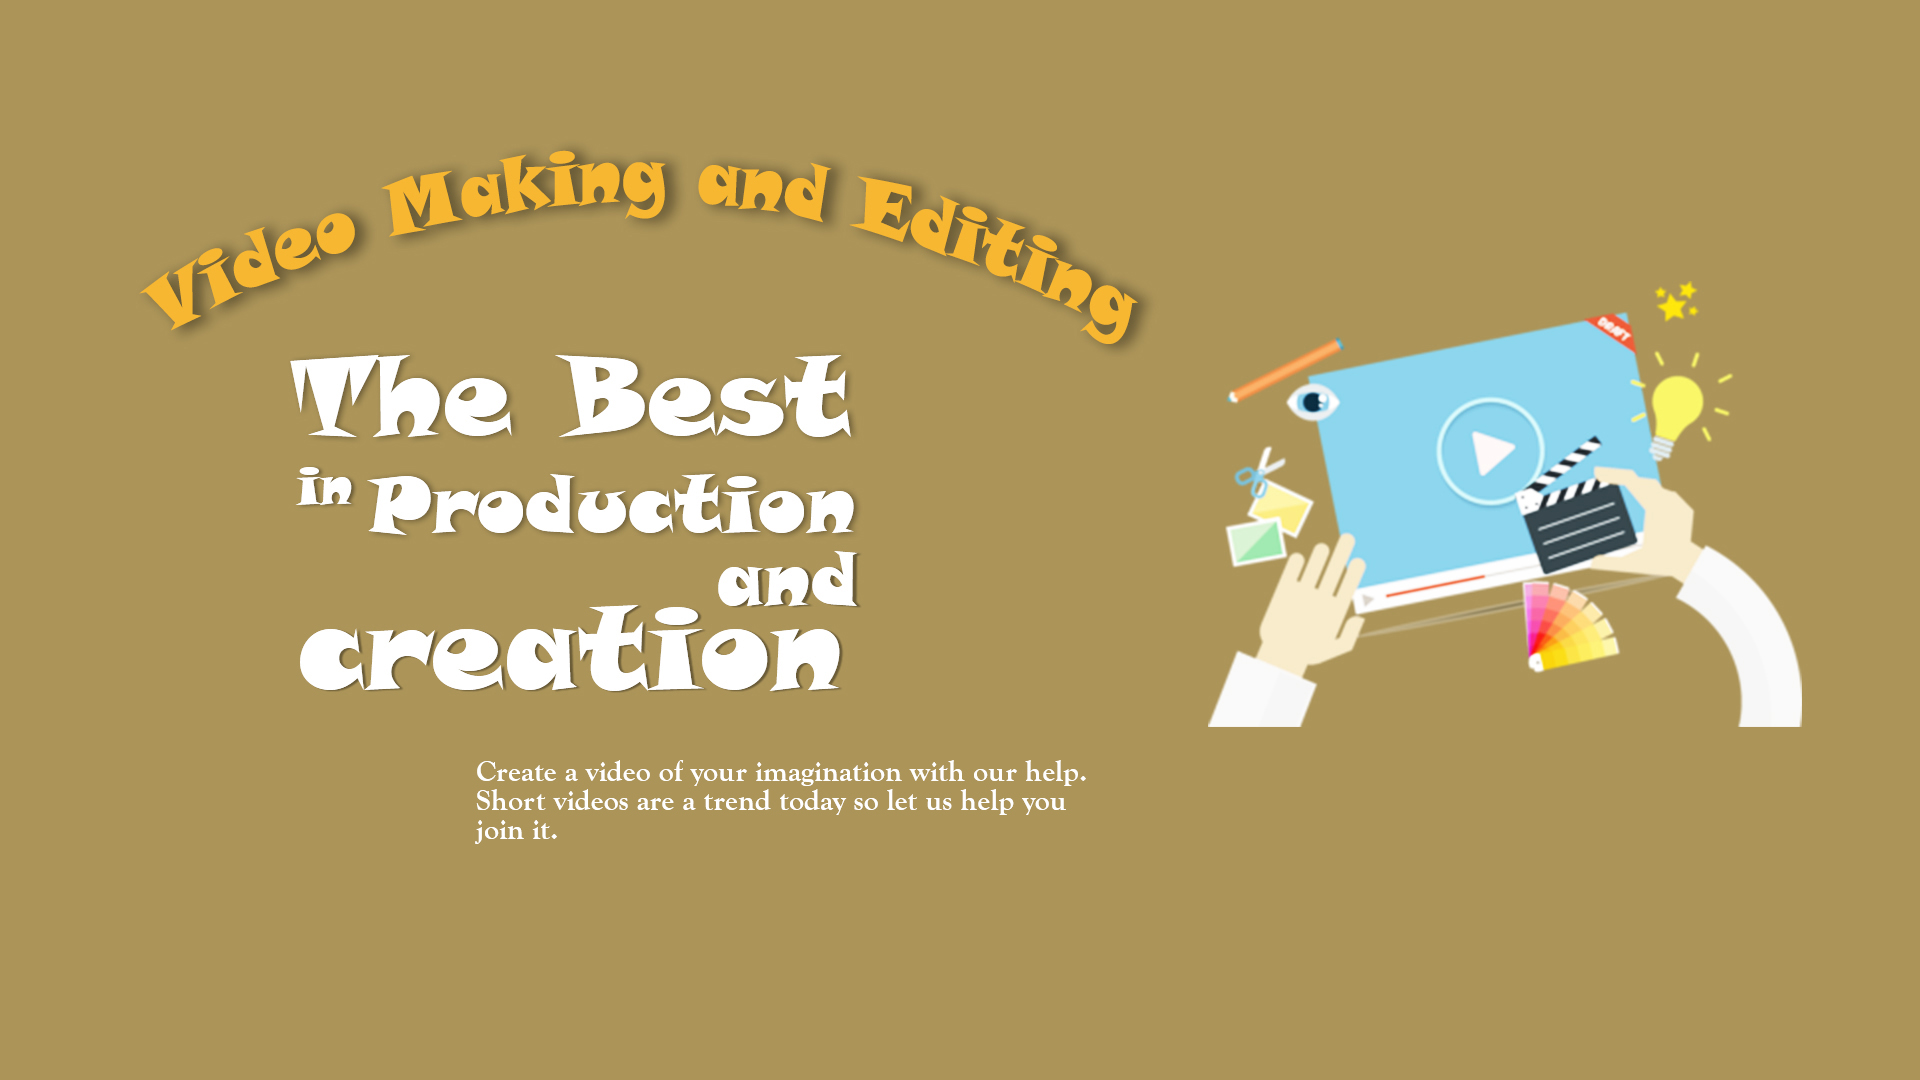 Video Making and Editing
The Best
in Production
and
creation
DRAFT
Create a video of your imagination with our help.
Short videos are a trend today so let us help you
join it.